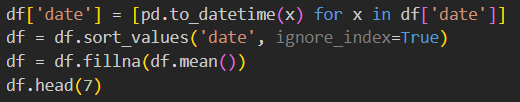 df['date'] = [pd.to_datetime(x) for x in df['date']]
df = df.sort_values('date', ignore_index=True)
df = df.fillna(df.mean())
df.head(7)